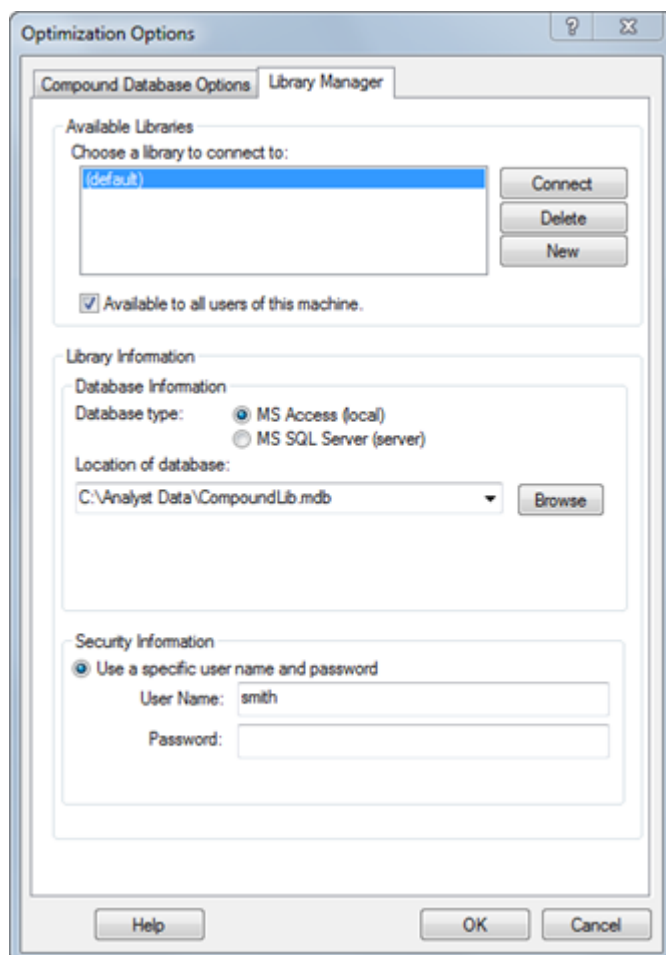 Optimization Options
Compound Database Options Library Manager
Available Libraries
Choose a library to connect to:
(default)
Connect
Delete
New
Available to all users of this machine.
Library Information
Database Information
Database type: MS Access (local)
MS SQL Server (server)
Location of database:
C:\Analyst Data\CompoundLib.mdb Browse
Security Information
Use a specific user name and password
User Name: smith
Password:
Help OK Cancel